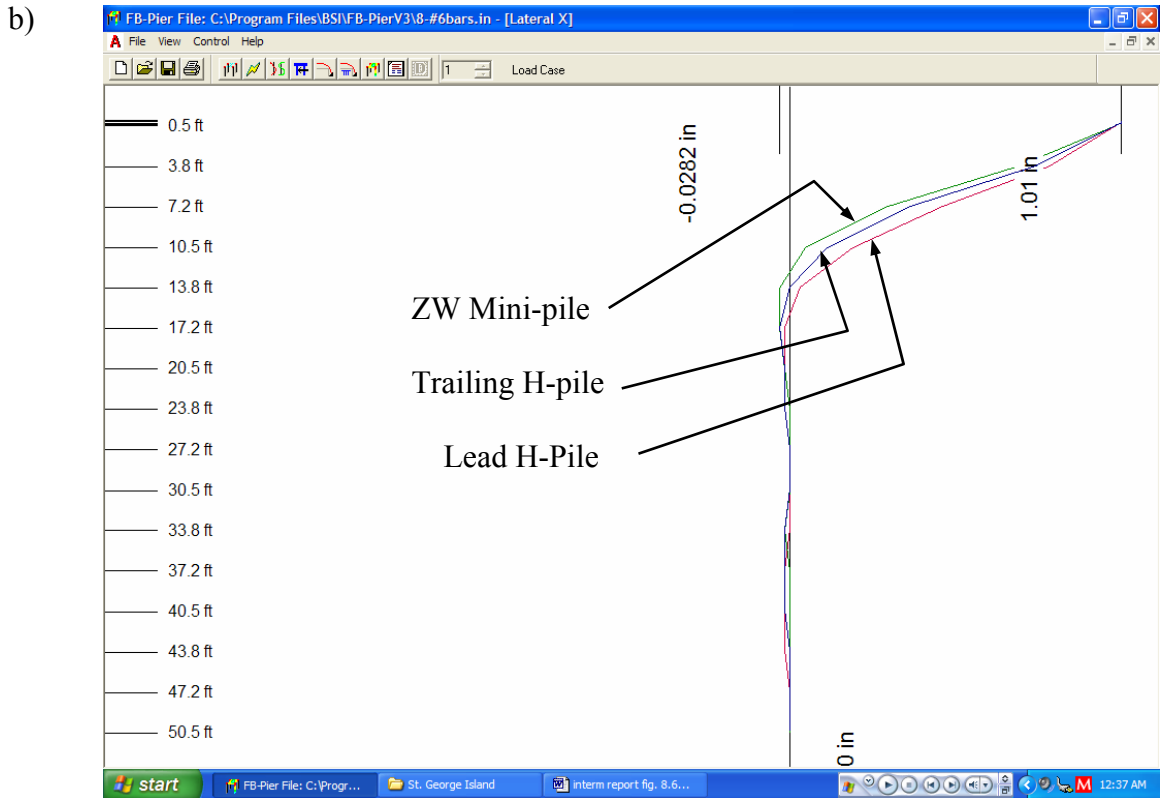 b)
FB-Pier File: C:\Program Files\BSI\FB-PierV3\8-#6bars.in - [Lateral X]
File View Control Help
1 Load Case
0.5 ft
3.8 ft
7.2 ft
10.5 ft
13.8 ft
17.2 ft
20.5 ft
23.8 ft
27.2 ft
30.5 ft
33.8 ft
37.2 ft
40.5 ft
43.8 ft
47.2 ft
50.5 ft
-0.0282 in
1.01 in
ZW Mini-pile
Trailing H-pile
Lead H-Pile
0 in
start FB-Pier File: C:\Progr... St. George Island interm report fig. 8.6... M 12:37 AM